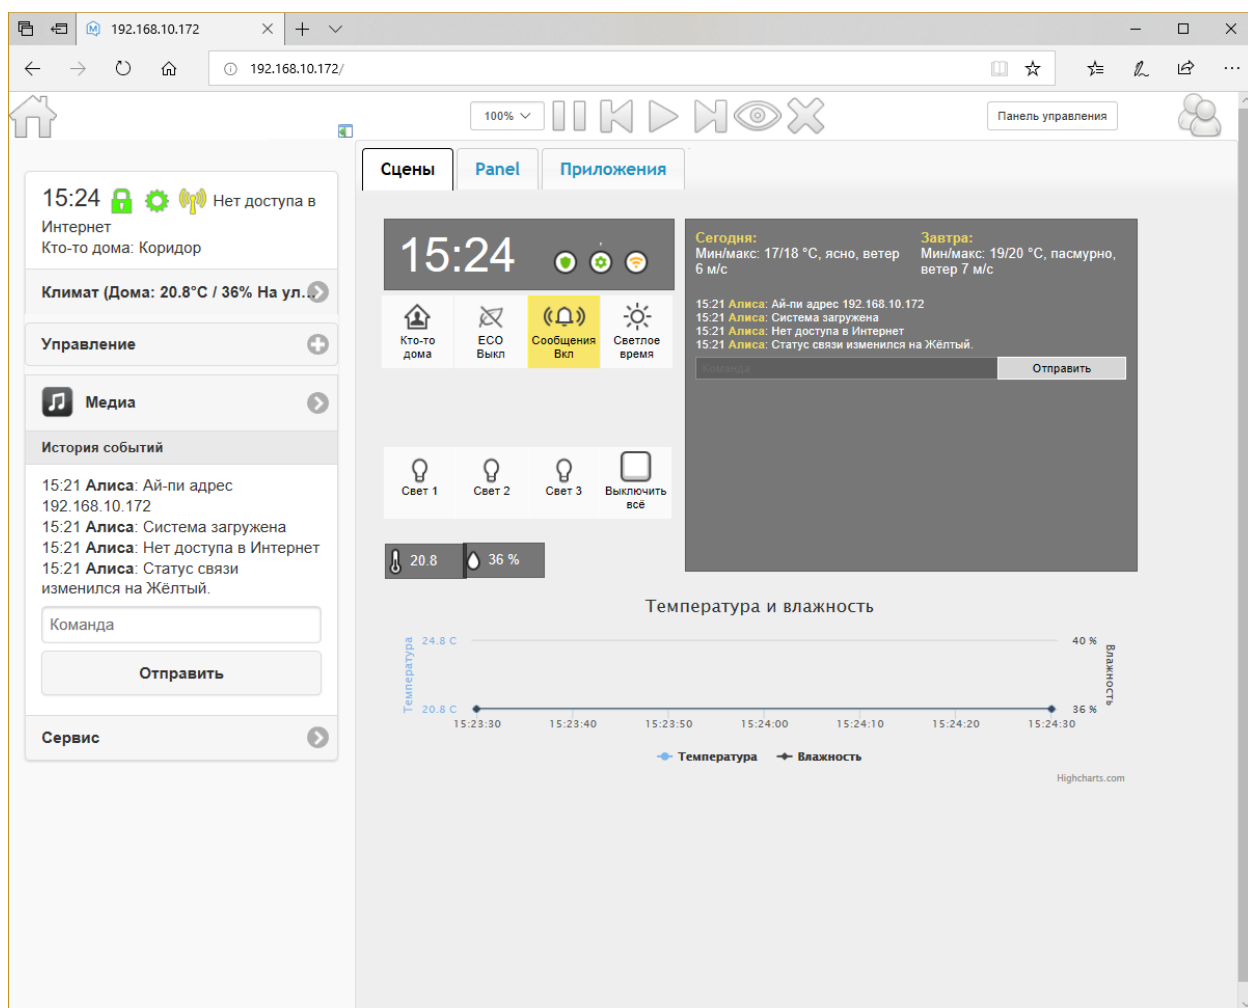 192.168.10.172
192.168.10.172/
100%
Панель управления
15:24 Нет доступа в
Интернет
Кто-то дома: Коридор
Климат (Дома: 20.8°C / 36% На ул...
Управление
Медиа
История событий
15:21 Алиса: Ай-пи адрес
192.168.10.172
15:21 Алиса: Система загружена
15:21 Алиса: Нет доступа в Интернет
15:21 Алиса: Статус связи
изменился на Жёлтый.
Команда
Отправить
Сервис
Сцены
Panel
Приложения
15:24
Кто-то
дома
ECO
Выкл
Сообщения
Вкл
Светлое
время
Сегодня:
Мин/макс: 17/18 °C, ясно, ветер
6 м/с
Завтра:
Мин/макс: 19/20 °C, пасмурно,
ветер 7 м/с
15:21 Алиса: Ай-пи адрес 192.168.10.172
15:21 Алиса: Система загружена
15:21 Алиса: Нет доступа в Интернет
15:21 Алиса: Статус связи изменился на Жёлтый.
Команда
Отправить
Свет 1
Свет 2
Свет 3
Выключить
всё
20.8
36 %
Температура и влажность
Температура
24.8 C
20.8 C
40 %
36 %
Влажность
15:23:30
15:23:40
15:23:50
15:24:00
15:24:10
15:24:20
15:24:30
Температура
Влажность
Highcharts.com